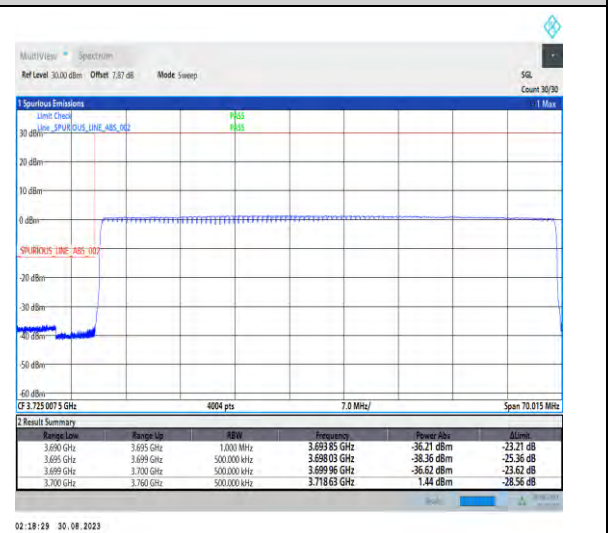 MultiView Spectrum
Ref Level 30.00 dBm Offset 7.87 dB Mode Sweep SGL
Count 30/30
1 Spurious Emissions 1 Max
Limit Check PASS
Line _SPURIOUS_LINE_ABS_002 PASS
30 dBm
20 dBm
10 dBm
0 dBm
SPURIOUS_LINE_ABS_002
-20 dBm
-30 dBm
-40 dBm
-50 dBm
-60 dBm
CF 3.725 007 5 GHz 4004 pts 7.0 MHz/ Span 70.015 MHz
2 Result Summary
Range Low Range Up RBW Frequency Power Abs ΔLimit
3.690 GHz 3.695 GHz 1.000 MHz 3.693 85 GHz -36.21 dBm -23.21 dB
3.695 GHz 3.699 GHz 500.000 kHz 3.698 03 GHz -38.36 dBm -25.36 dB
3.699 GHz 3.700 GHz 500.000 kHz 3.699 96 GHz -36.62 dBm -23.62 dB
3.700 GHz 3.760 GHz 500.000 kHz 3.718 63 GHz 1.44 dBm -28.56 dB
02:18:29 30.08.2023